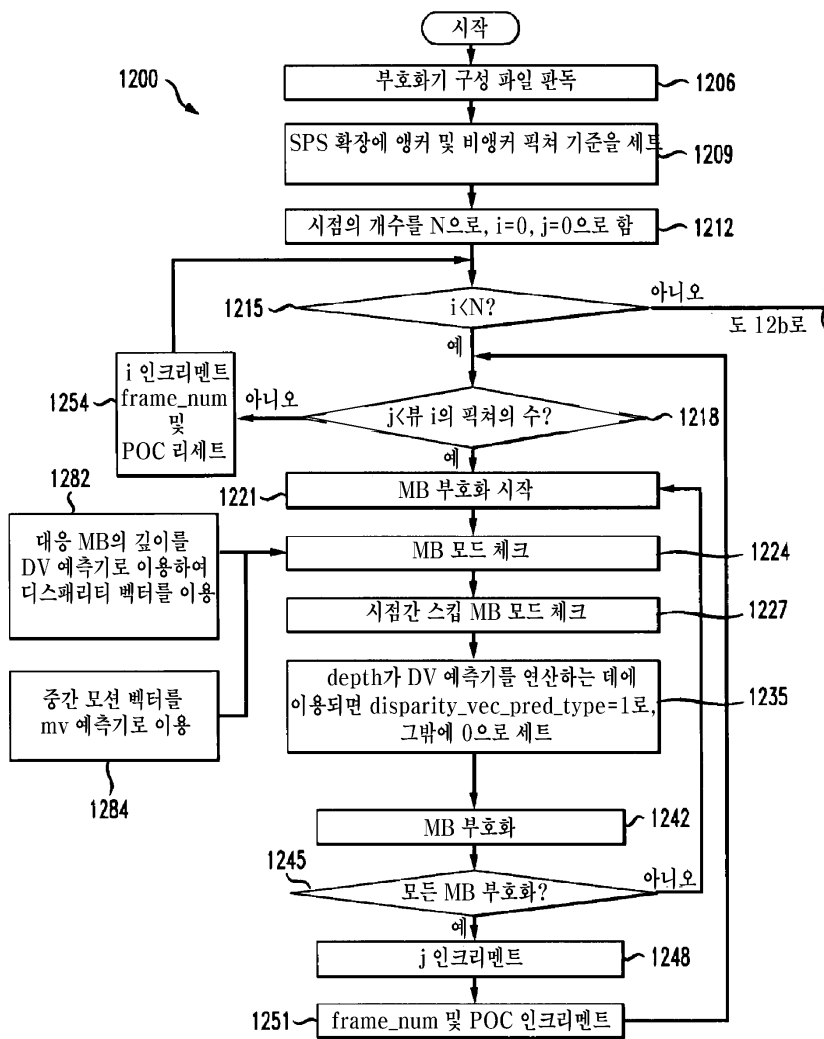 시작
1200
부호화기 구성 파일 판독
1206
SPS 확장에 앵커 및 비앵커 픽쳐 기준을 세트
1209
시점의 개수를 N으로, i=0, j=0으로 함
1212
1215
i<N?
아니오
도 12b로
예
1254
i 인크리멘트
frame_num
및
POC 리세트
아니오
j<뷰 i의 픽쳐의 수?
1218
예
1221
MB 부호화 시작
1282
대응 MB의 깊이를
DV 예측기로 이용하여
디스패리티 벡터를 이용
MB 모드 체크
1224
시점간 스킵 MB 모드 체크
1227
중간 모션 벡터를
mv 예측기로 이용
1284
depth가 DV 예측기를 연산하는 데에
이용되면 disparity_vec_pred_type=1로,
그밖에 0으로 세트
1235
MB 부호화
1242
1245
모든 MB 부호화?
아니오
예
j 인크리멘트
1248
1251
frame_num 및 POC 인크리멘트